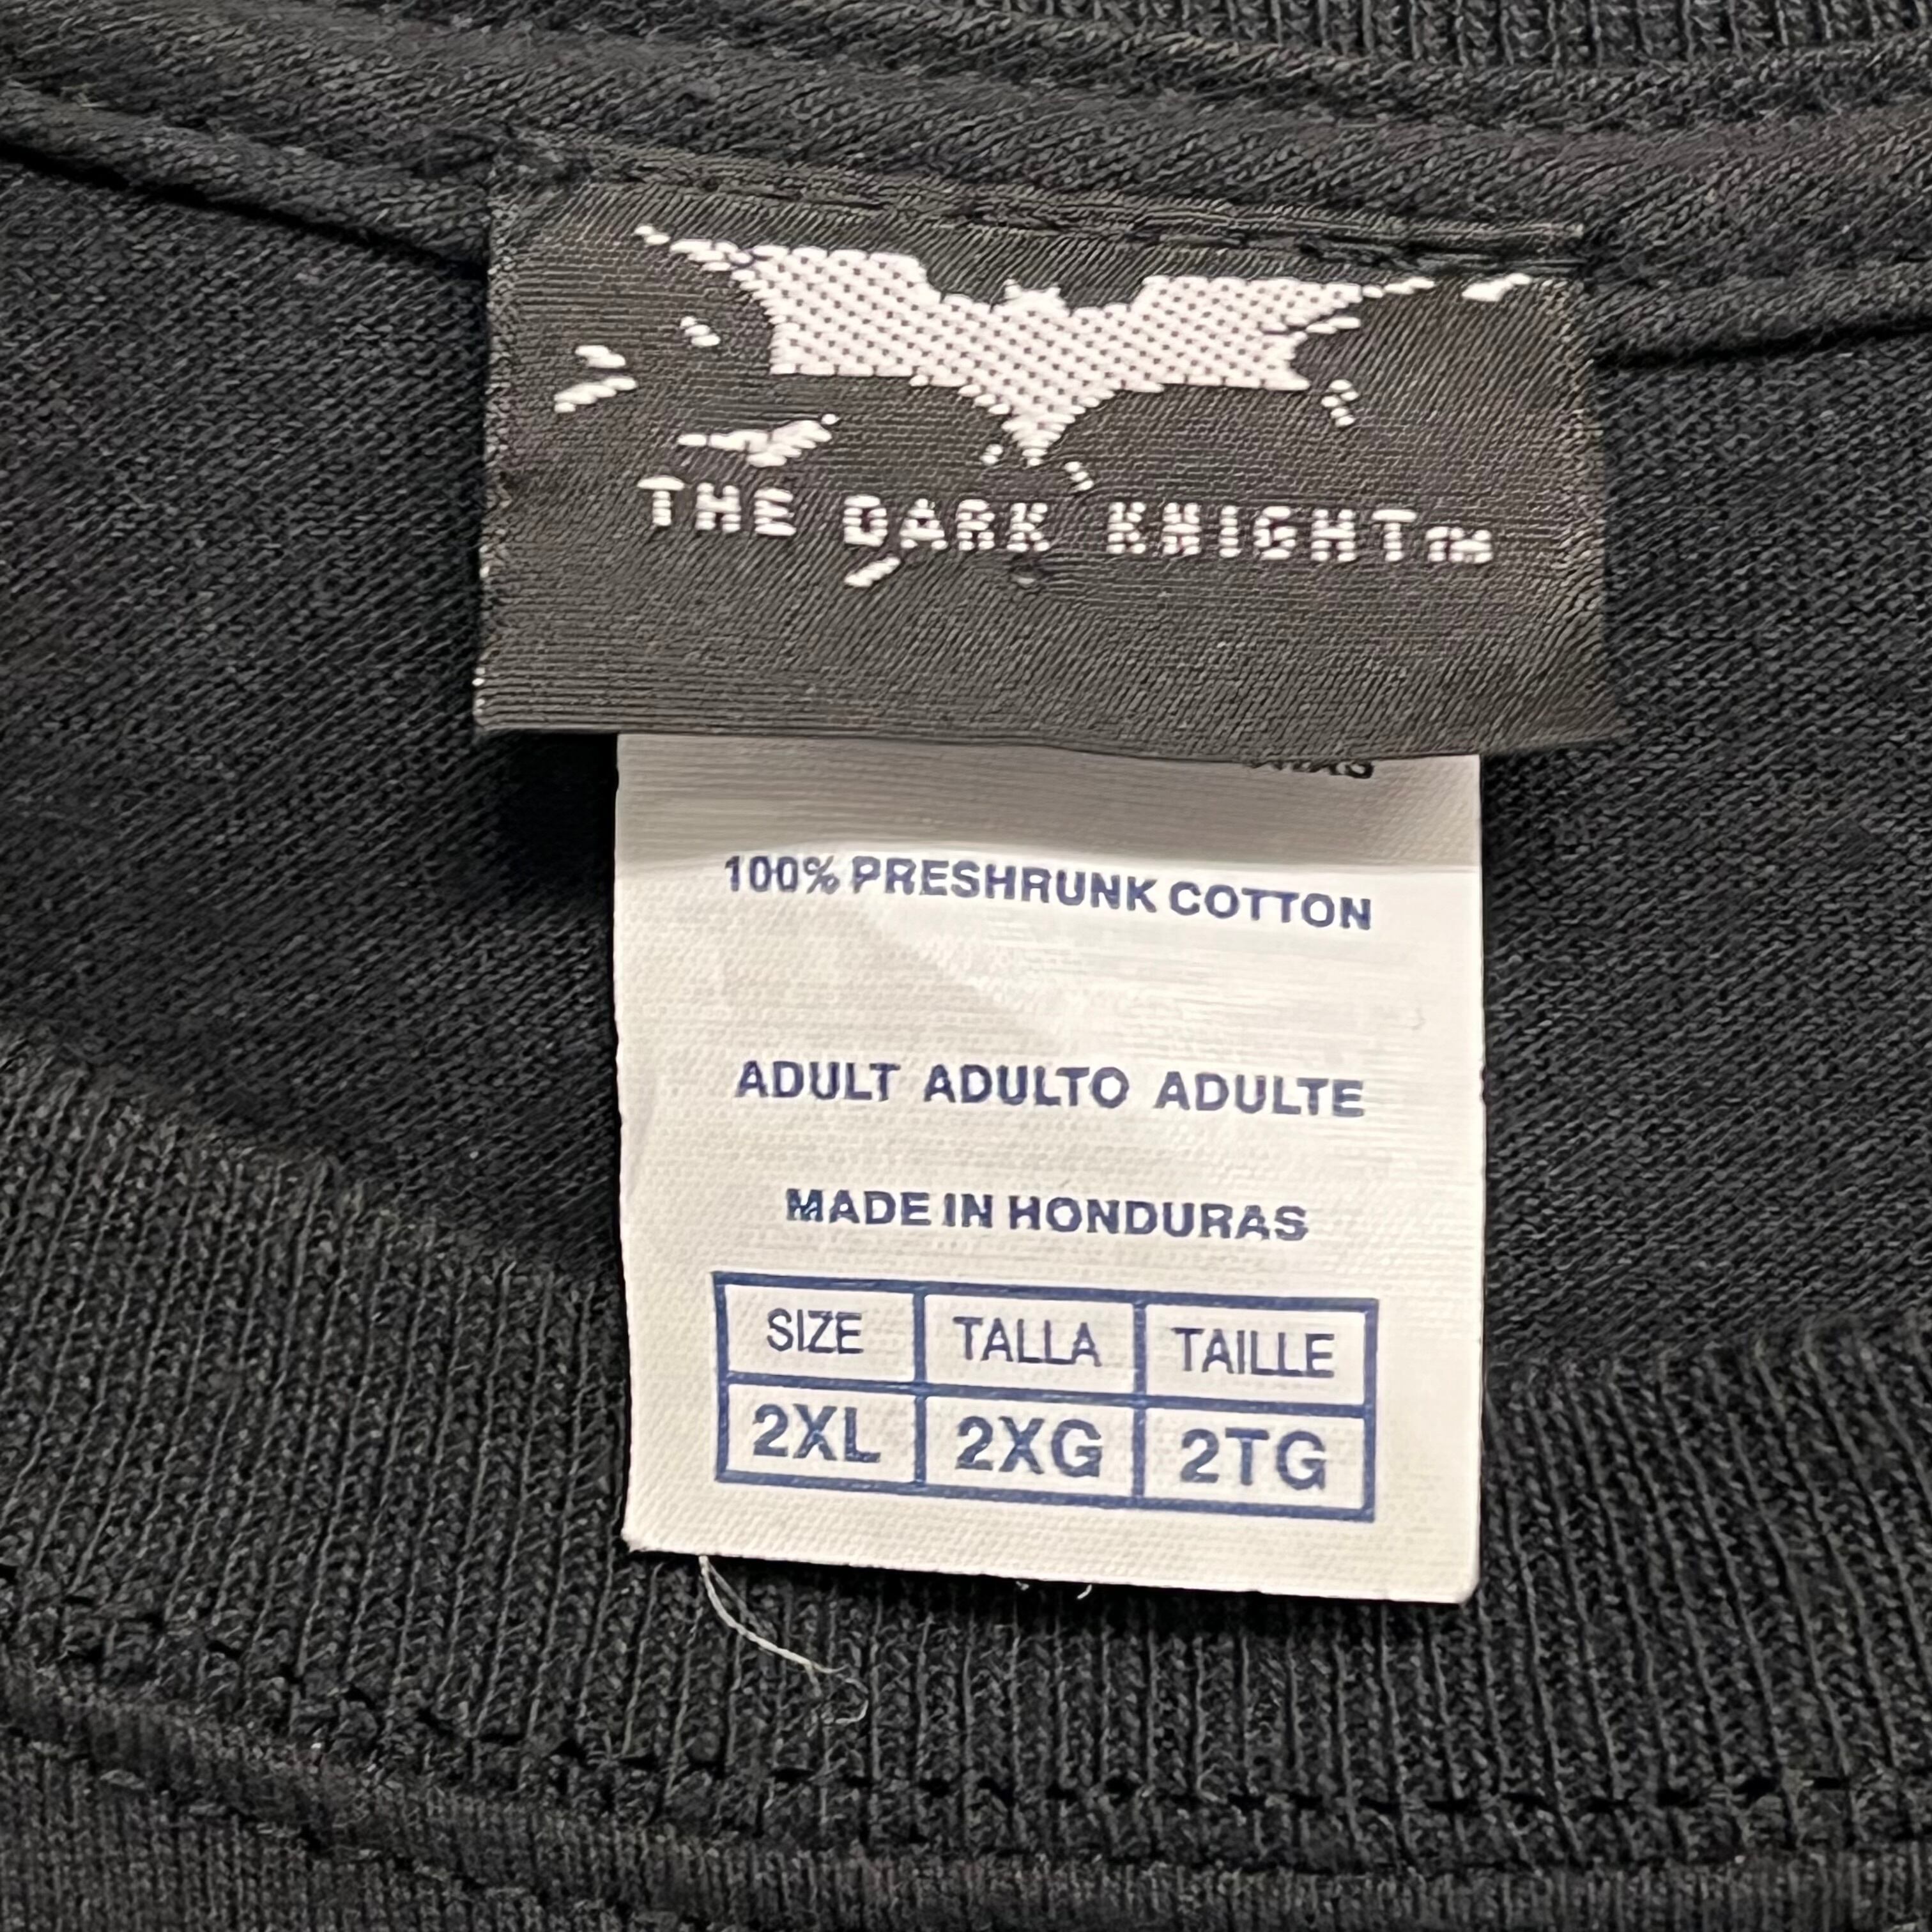 THE DARK KNIGHT™
100% PRESHRUNK COTTON
ADULT ADULTO ADULTE
MADE IN HONDURAS
SIZE TALLA TAILLE
2XL 2XG 2TG